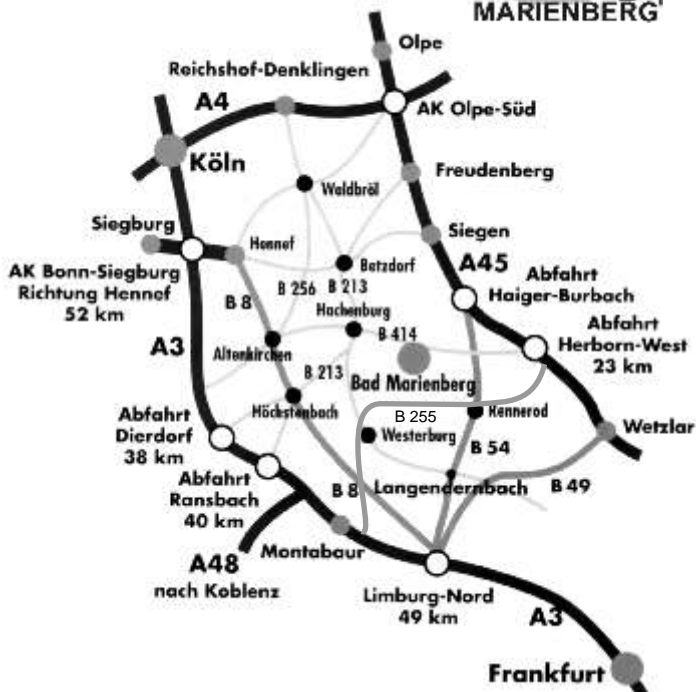 MARIENBERG
Olpe
Reichshof-Denklingen
A4
AK Olpe-Süd
Köln
Waldbröl
Freudenberg
Siegburg
Hennef
Siegen
Betzdorf
A45
AK Bonn-Siegburg
Richtung Hennef
52 km
B 8
B 256
B 213
Abfahrt
Haiger-Burbach
Hachenburg
Abfahrt
Herborn-West
23 km
A3
B 414
Altenkirchen
B 213
Bad Marienberg
Höchstenbach
Abfahrt
Dierdorf
38 km
B 255
Rennerod
Westerburg
Wetzlar
B 54
Abfahrt
Ransbach
40 km
B 8
Langendernbach
B 49
Montabaur
A48
nach Koblenz
Limburg-Nord
49 km
A3
Frankfurt